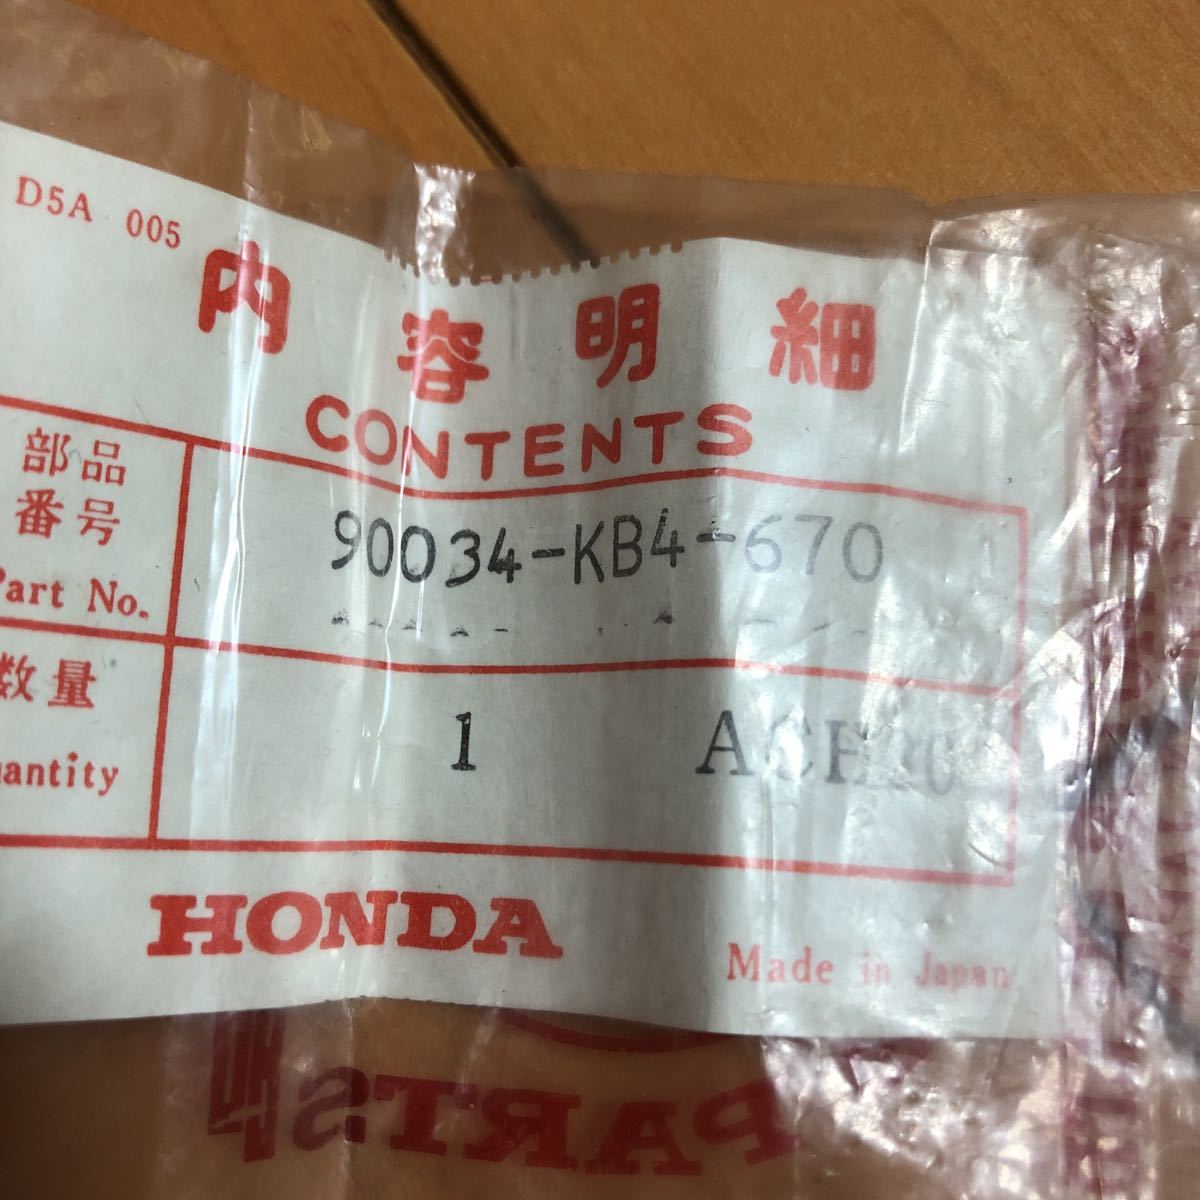 D5A 005
内容明細
CONTENTS
部品
番号
Part No.
90034-KB4-670
数量
1
HONDA
Made in Japan
PARTS